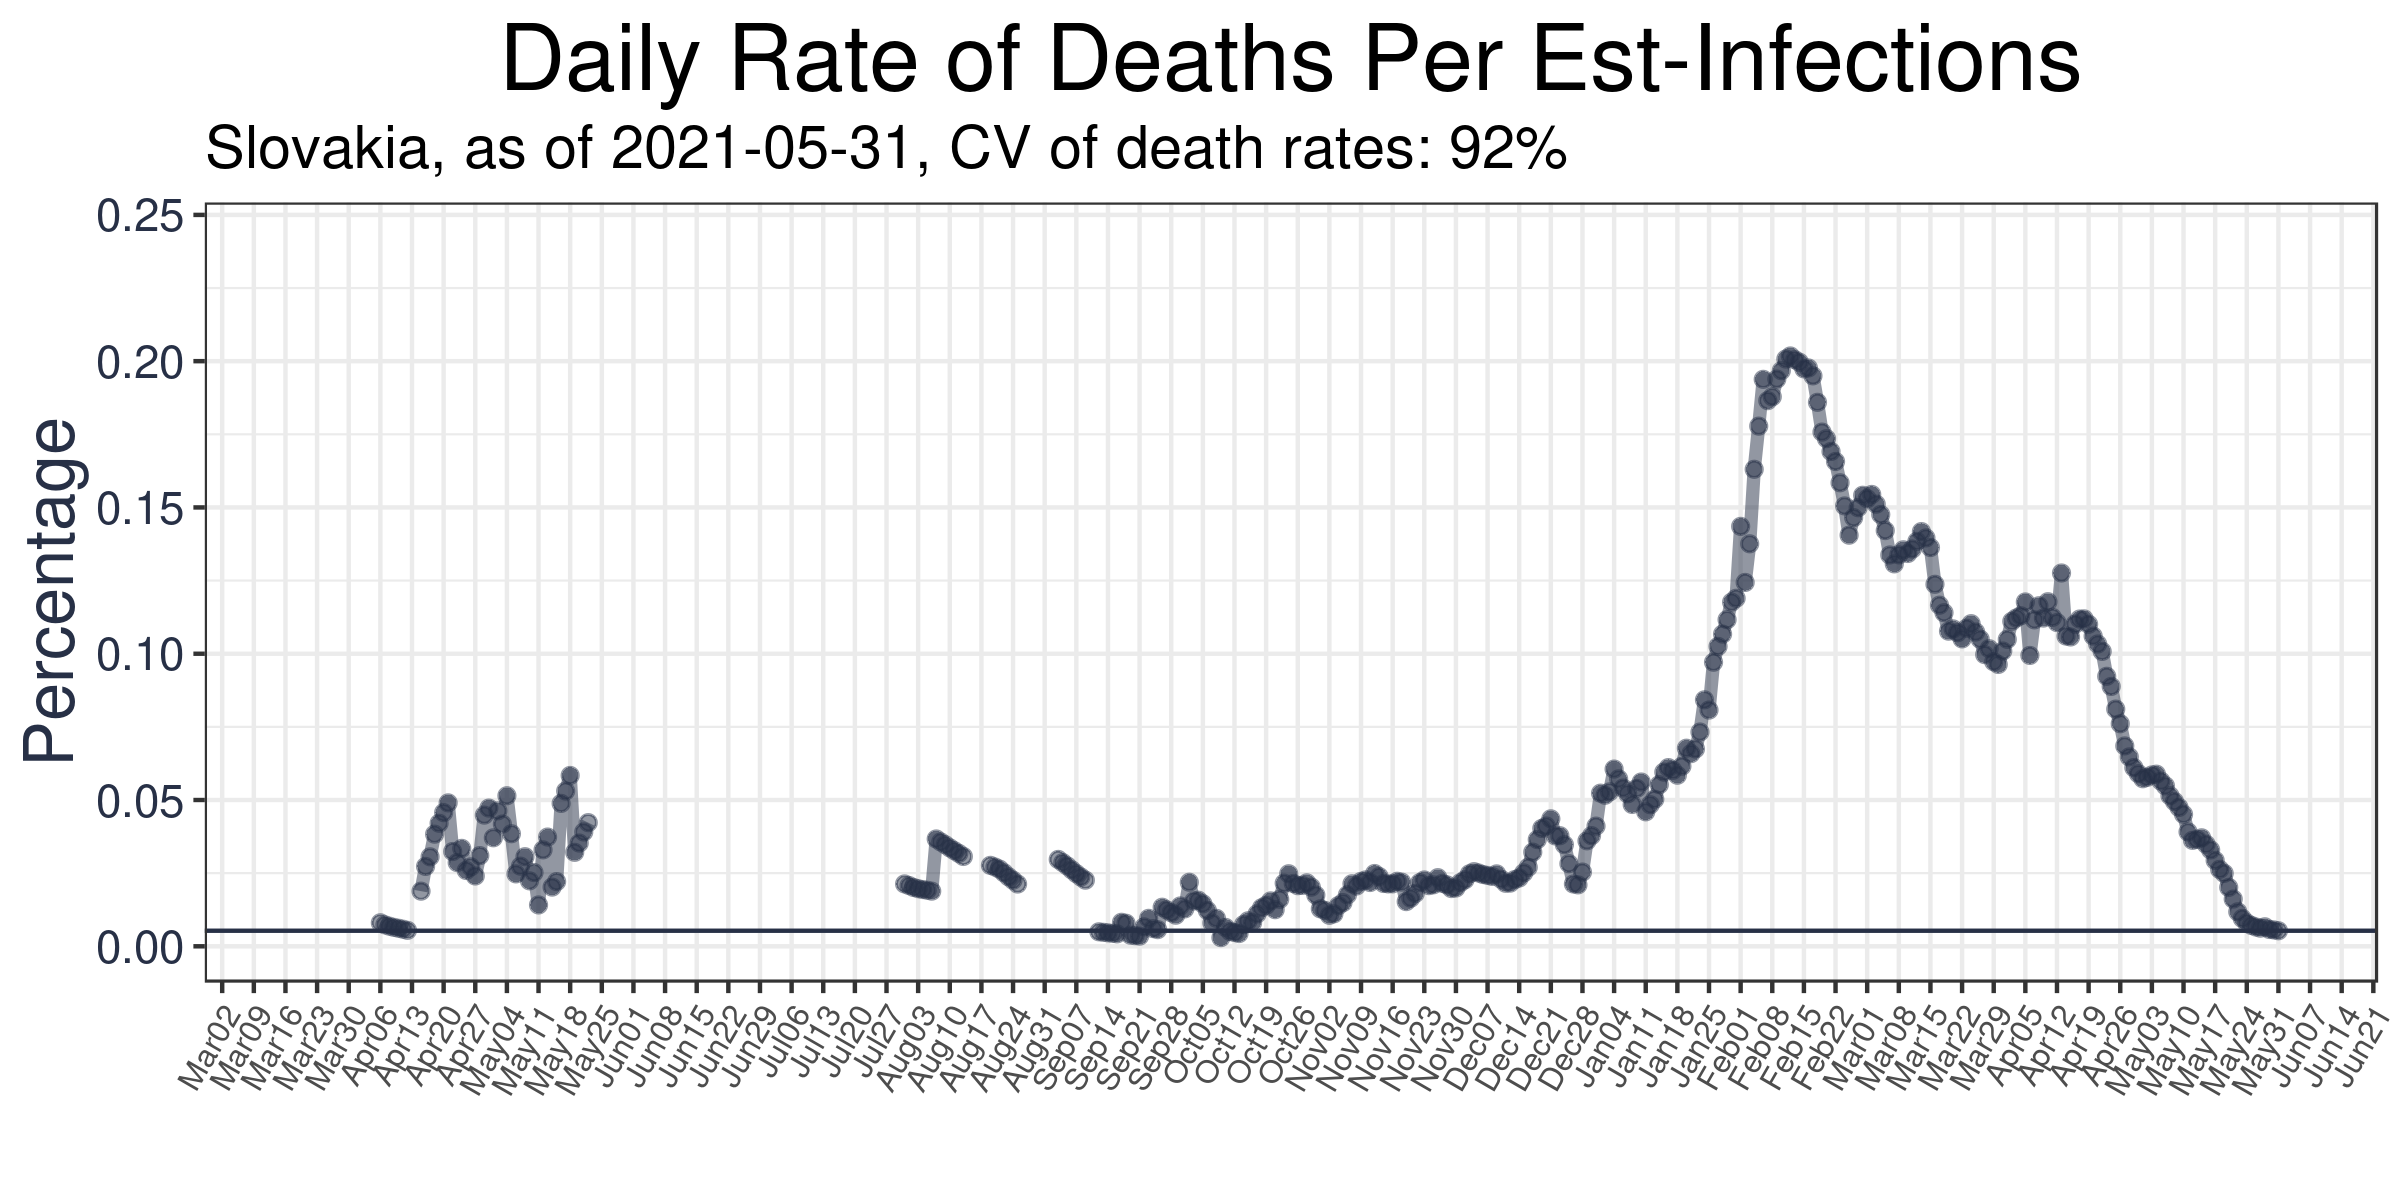 Daily Rate of Deaths Per Est-Infections
Slovakia, as of 2021-05-31, CV of death rates: 92%
Percentage
0.25
0.20
0.15
0.10
0.05
0.00
Mar02
Mar09
Mar16
Mar23
Mar30
Apr06
Apr13
Apr20
Apr27
May04
May11
May18
May25
Jun01
Jun08
Jun15
Jun22
Jun29
Jul06
Jul13
Jul20
Jul27
Aug03
Aug10
Aug17
Aug24
Aug31
Sep07
Sep14
Sep21
Sep28
Oct05
Oct12
Oct19
Oct26
Nov02
Nov09
Nov16
Nov23
Nov30
Dec07
Dec14
Dec21
Dec28
Jan04
Jan11
Jan18
Jan25
Feb01
Feb08
Feb15
Feb22
Mar01
Mar08
Mar15
Mar22
Mar29
Apr05
Apr12
Apr19
Apr26
May03
May10
May17
May24
May31
Jun07
Jun14
Jun21